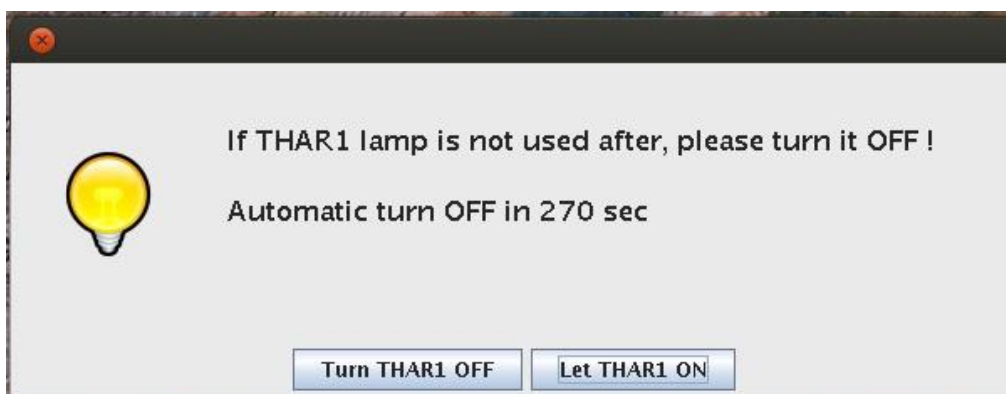 If THAR1 lamp is not used after, please turn it OFF !
Automatic turn OFF in 270 sec
Turn THAR1 OFF Let THAR1 ON